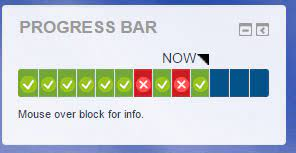 PROGRESS BAR
NOW
Mouse over block for info.